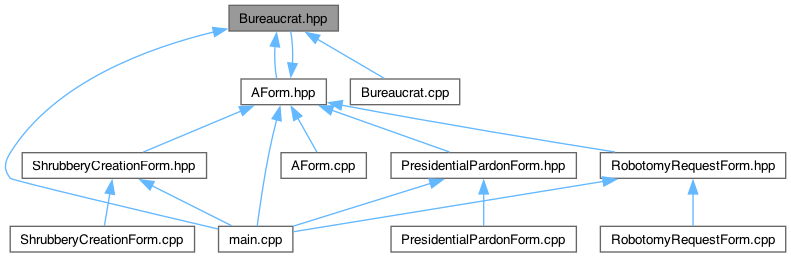 Bureaucrat.hpp
AForm.hpp
Bureaucrat.cpp
ShrubberyCreationForm.hpp
AForm.cpp
PresidentialPardonForm.hpp
RobotomyRequestForm.hpp
ShrubberyCreationForm.cpp
main.cpp
PresidentialPardonForm.cpp
RobotomyRequestForm.cpp